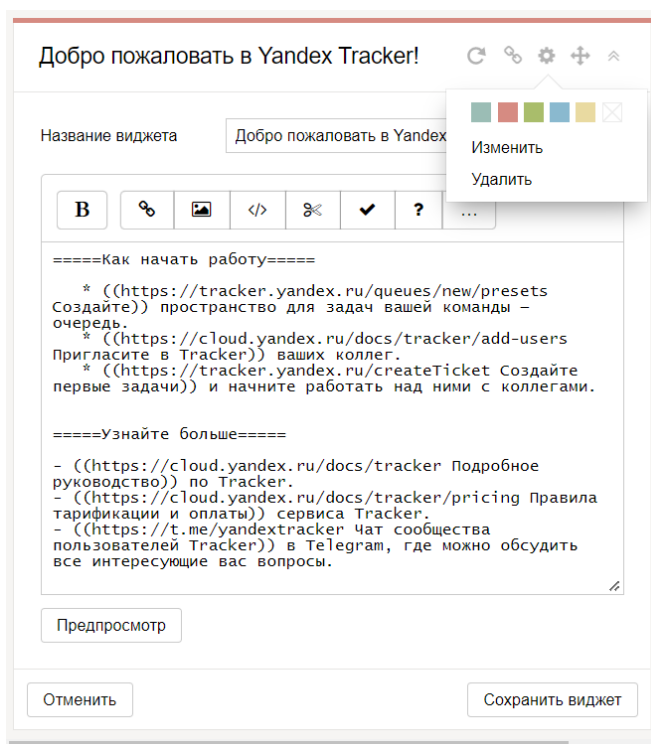 Добро пожаловать в Yandex Tracker!
Название виджета
Добро пожаловать в Yandex
Изменить
Удалить
B
</>
?
...
=====Как начать работу=====
* ((https://tracker.yandex.ru/queues/new/presets
Создайте)) пространство для задач вашей команды —
очередь.
* ((https://cloud.yandex.ru/docs/tracker/add-users
Пригласите в Tracker)) ваших коллег.
* ((https://tracker.yandex.ru/createTicket Создайте
первые задачи)) и начните работать над ними с коллегами.
=====Узнайте больше=====
- ((https://cloud.yandex.ru/docs/tracker Подробное
руководство)) по Tracker.
- ((https://cloud.yandex.ru/docs/tracker/pricing Правила
тарификации и оплаты)) сервиса Tracker.
- ((https://t.me/yandextracker Чат сообщества
пользователей Tracker)) в Telegram, где можно обсудить
все интересующие вас вопросы.
Предпросмотр
Отменить
Сохранить виджет